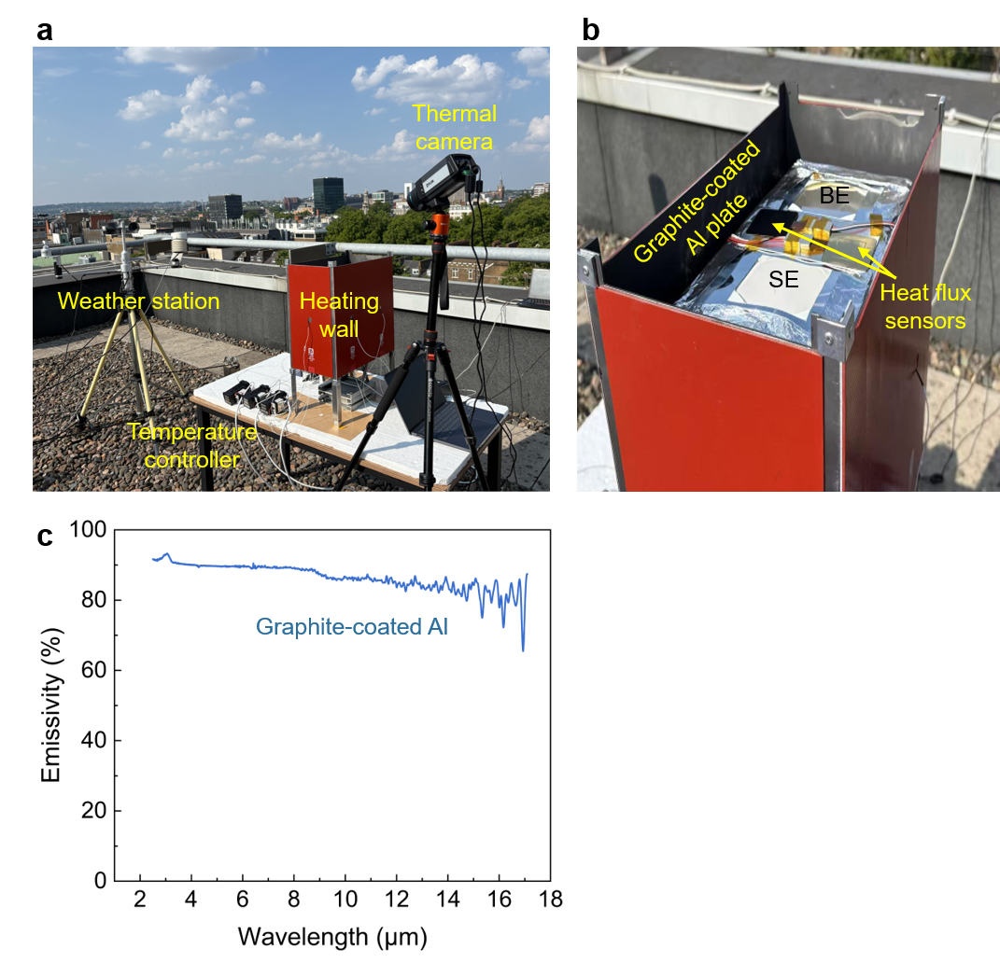 a
Thermal
camera
Weather station
Heating
wall
Temperature
controller
b
Graphite-coated
Al plate
BE
SE
Heat flux
sensors
c
100
80
60
40
20
0
Emissivity (%)
Graphite-coated Al
2 4 6 8 10 12 14 16 18
Wavelength (μm)